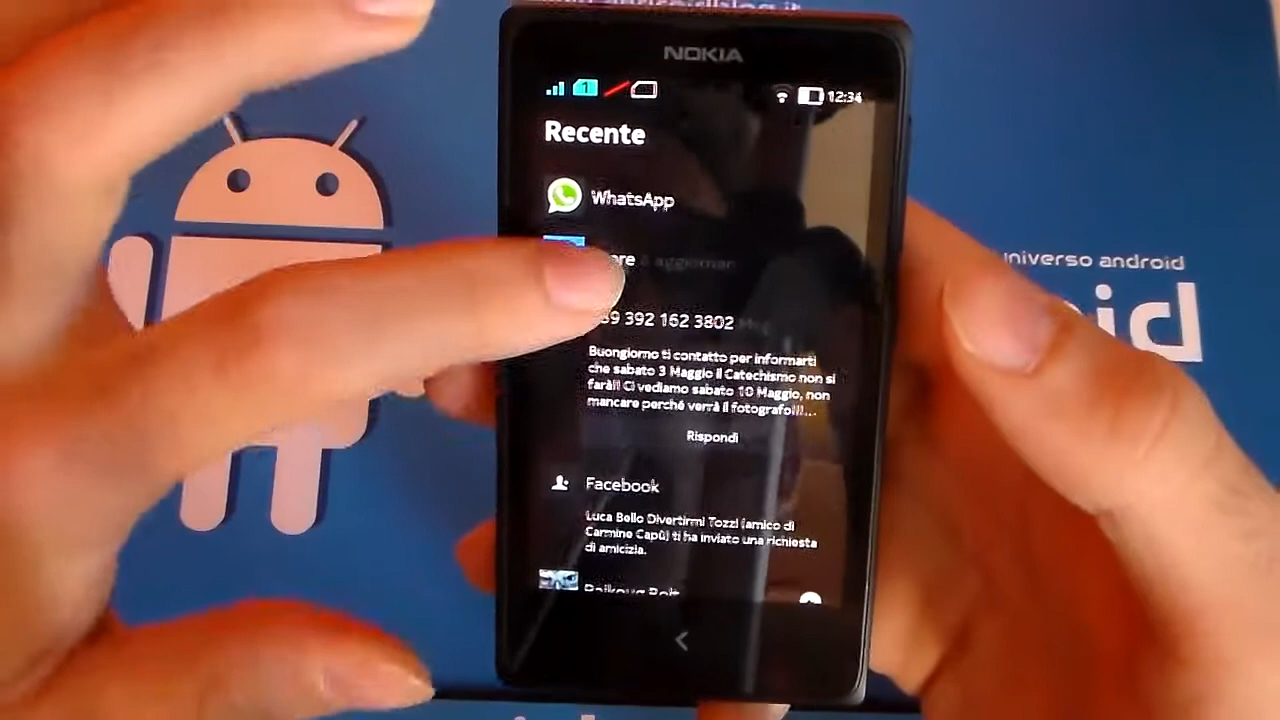 NOKIA
1
12:34
Recente
WhatsApp
aggiornar
392 162 3802
Buongiorno ti contatto per informarti
che sabato 3 Maggio il Catechismo non si
farà!! Ci vediamo sabato 10 Maggio, non
mancare perché verrà il fotografo!!!...
Rispondi
Facebook
Luca Bello Divertirmi Tozzi (amico di
Carmine Capù) ti ha inviato una richiesta
di amicizia.
universo android